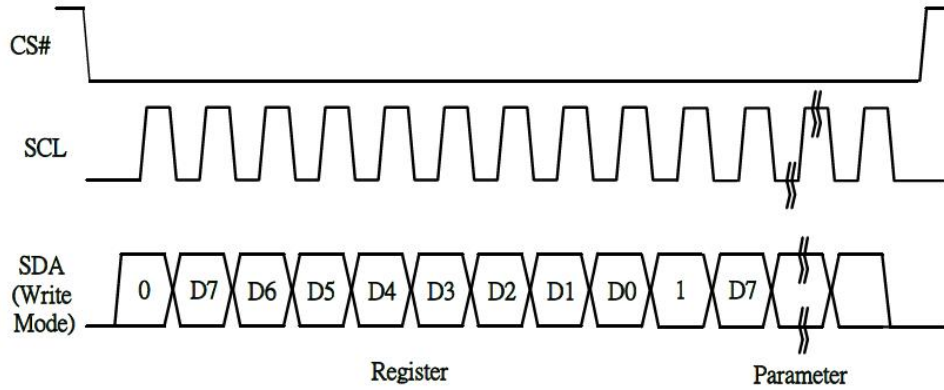 CS#
SCL
SDA
(Write
Mode)
0 D7 D6 D5 D4 D3 D2 D1 D0 1 D7
Register Parameter